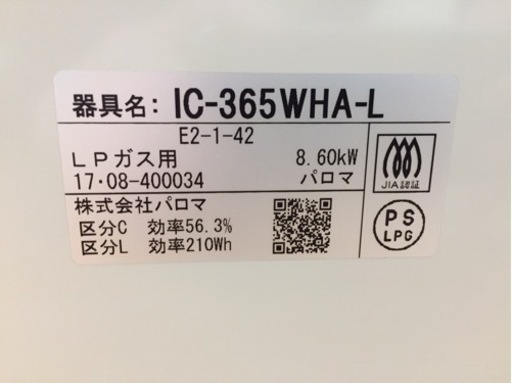 器具名: IC-365WHA-L
E2-1-42
LPガス用 8.60kW
17・08-400034 パロマ
株式会社パロマ
区分C 効率56.3%
区分L 効率210Wh
JIA認証
PS
LPG